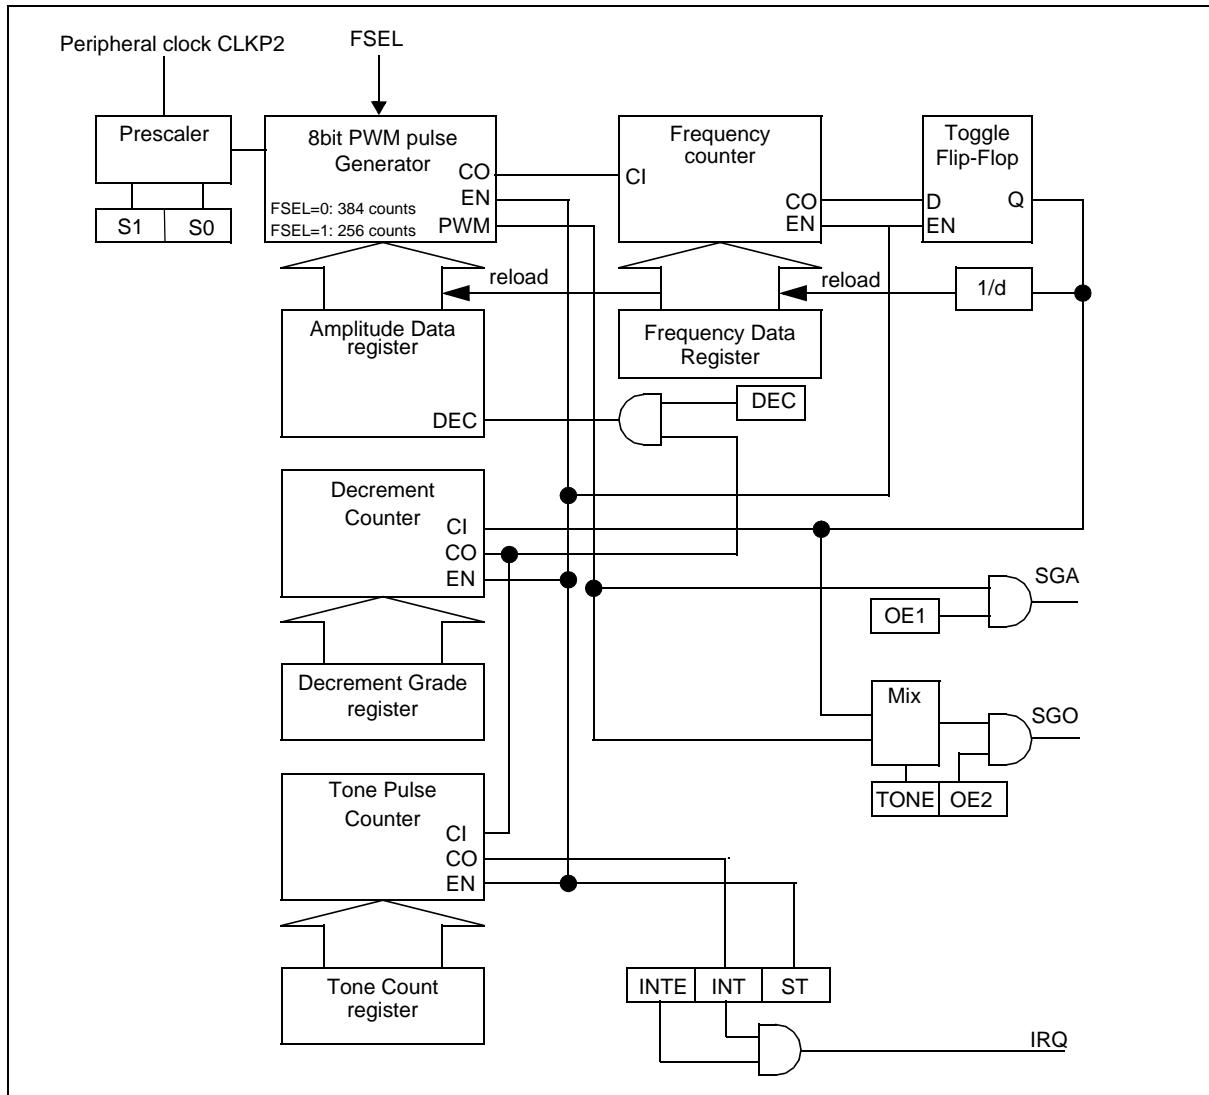 Peripheral clock CLKP2
FSEL
Prescaler
S1
S0
8bit PWM pulse
Generator
CO
EN
PWM
FSEL=0: 384 counts
FSEL=1: 256 counts
Frequency
counter
CI
CO
EN
Toggle
Flip-Flop
D
Q
EN
reload
reload
1/d
Amplitude Data
register
DEC
Frequency Data
Register
DEC
Decrement
Counter
CI
CO
EN
SGA
OE1
Decrement Grade
register
Mix
SGO
TONE
OE2
Tone Pulse
Counter
CI
CO
EN
Tone Count
register
INTE
INT
ST
IRQ